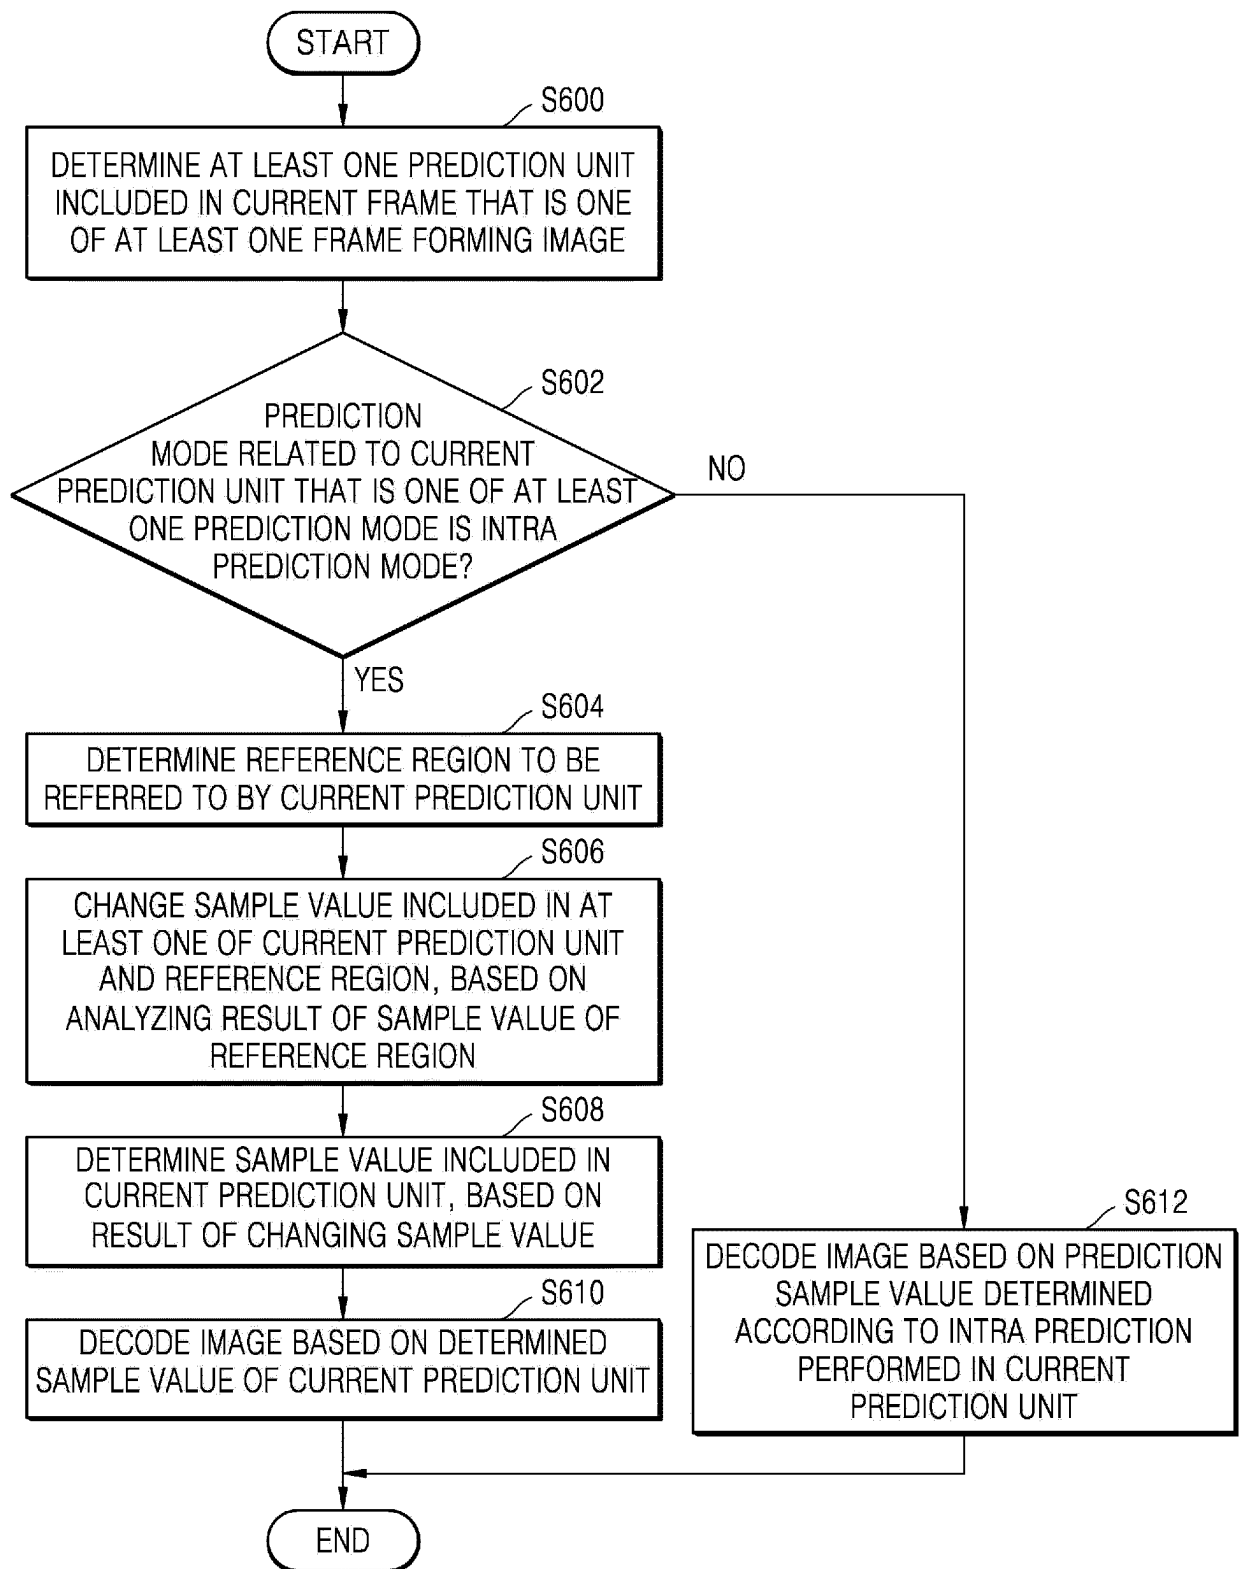 START
S600
DETERMINE AT LEAST ONE PREDICTION UNIT
INCLUDED IN CURRENT FRAME THAT IS ONE
OF AT LEAST ONE FRAME FORMING IMAGE
S602
PREDICTION
MODE RELATED TO CURRENT
PREDICTION UNIT THAT IS ONE OF AT LEAST
ONE PREDICTION MODE IS INTRA
PREDICTION MODE?
NO
YES
S604
DETERMINE REFERENCE REGION TO BE
REFERRED TO BY CURRENT PREDICTION UNIT
S606
CHANGE SAMPLE VALUE INCLUDED IN AT
LEAST ONE OF CURRENT PREDICTION UNIT
AND REFERENCE REGION, BASED ON
ANALYZING RESULT OF SAMPLE VALUE OF
REFERENCE REGION
S608
DETERMINE SAMPLE VALUE INCLUDED IN
CURRENT PREDICTION UNIT, BASED ON
RESULT OF CHANGING SAMPLE VALUE
S610
DECODE IMAGE BASED ON DETERMINED
SAMPLE VALUE OF CURRENT PREDICTION UNIT
S612
DECODE IMAGE BASED ON PREDICTION
SAMPLE VALUE DETERMINED
ACCORDING TO INTRA PREDICTION
PERFORMED IN CURRENT
PREDICTION UNIT
END